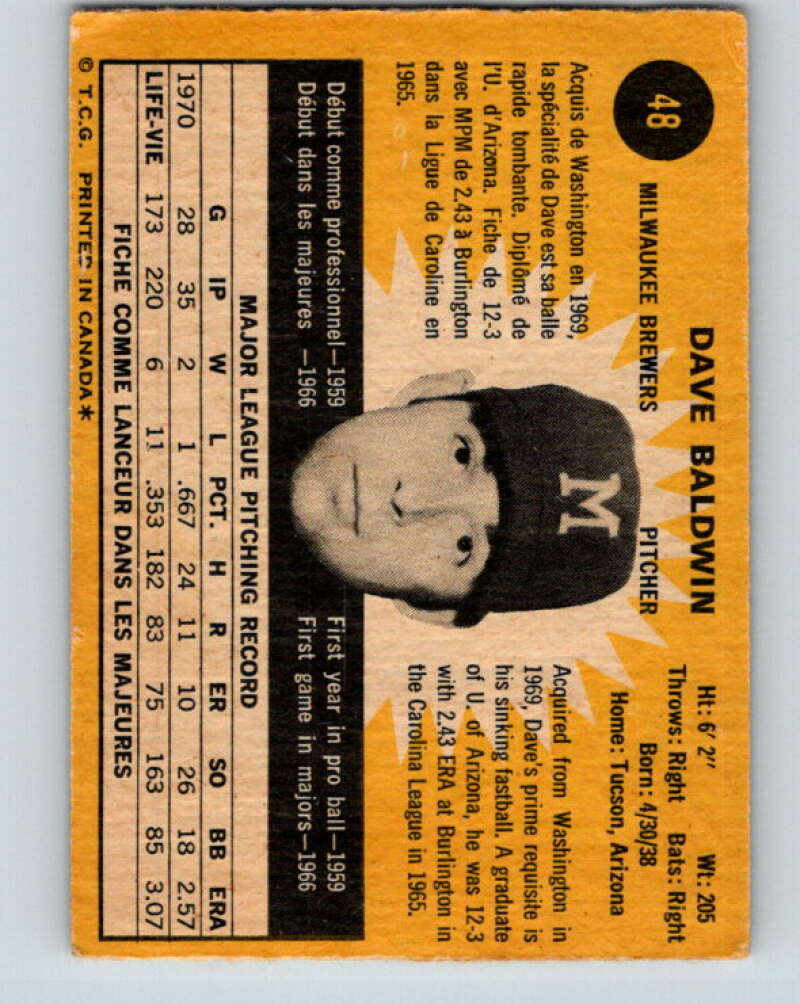 48
DAVE BALDWIN
MILWAUKEE BREWERS PITCHER
Ht: 6' 2" Wt: 205
Throws: Right Bats: Right
Born: 4/30/38
Home: Tucson, Arizona
Acquis de Washington en 1969,
la spécialité de Dave est sa balle
rapide tombante. Diplômé de
l'U. d'Arizona. Fiche de 12-3
avec MPM de 2.43 à Burlington
dans la Ligue de Caroline en
1965.
M
Acquired from Washington in
1969, Dave's prime requisite is
his sinking fastball. A graduate
of U. of Arizona, he was 12-3
with 2.43 ERA at Burlington in
the Carolina League in 1965.
Début comme professionnel—1959
Début dans les majeures —1966
First year in pro ball—1959
First game in majors—1966
MAJOR LEAGUE PITCHING RECORD
G IP W L PCT. H R ER SO BB ERA
1970 28 35 2 1 .667 24 11 10 26 18 2.57
LIFE-VIE 173 220 6 11 .353 182 83 75 163 85 3.07
FICHE COMME LANCEUR DANS LES MAJEURES
© T.C.G. PRINTED IN CANADA*